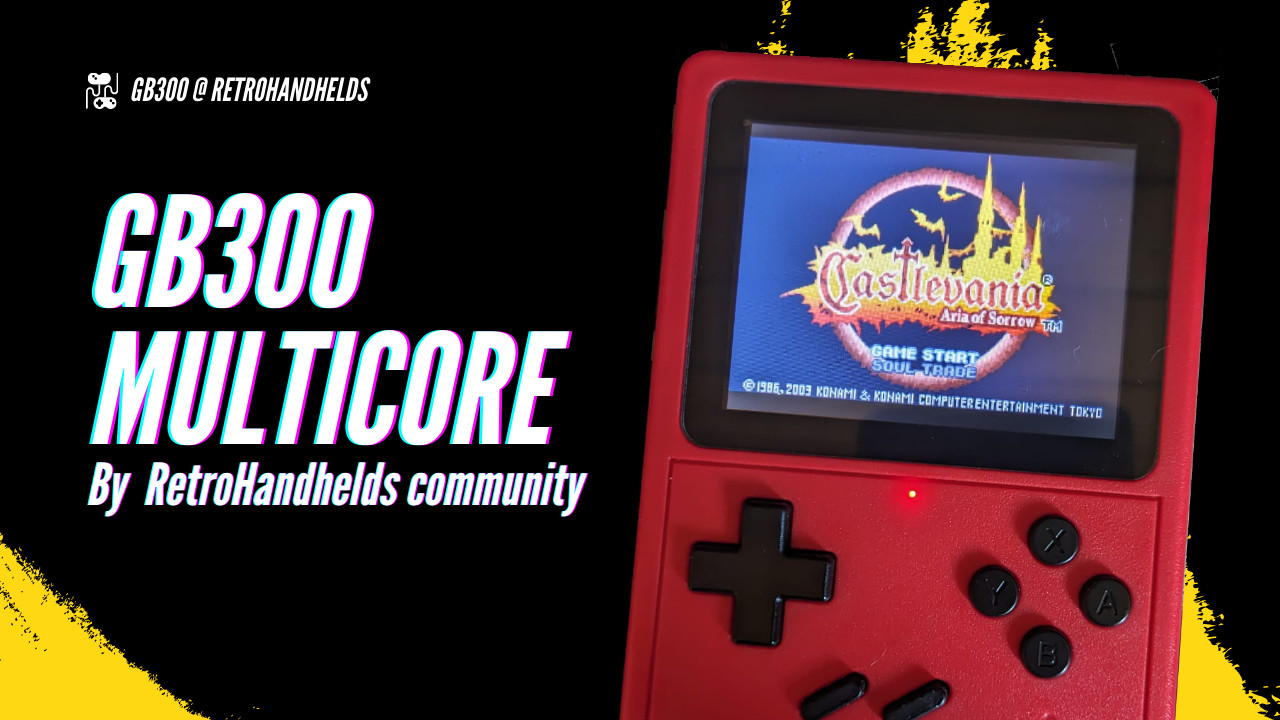 GB300 @ RETROHANDHELDS
GB300
MULTICORE
By RetroHandhelds community
Castlevania®
Aria of Sorrow TM
GAME START
SOUL TRADE
©1986, 2003 KONAMI & KONAMI COMPUTER ENTERTAINMENT TOKYO
X
Y
A
B